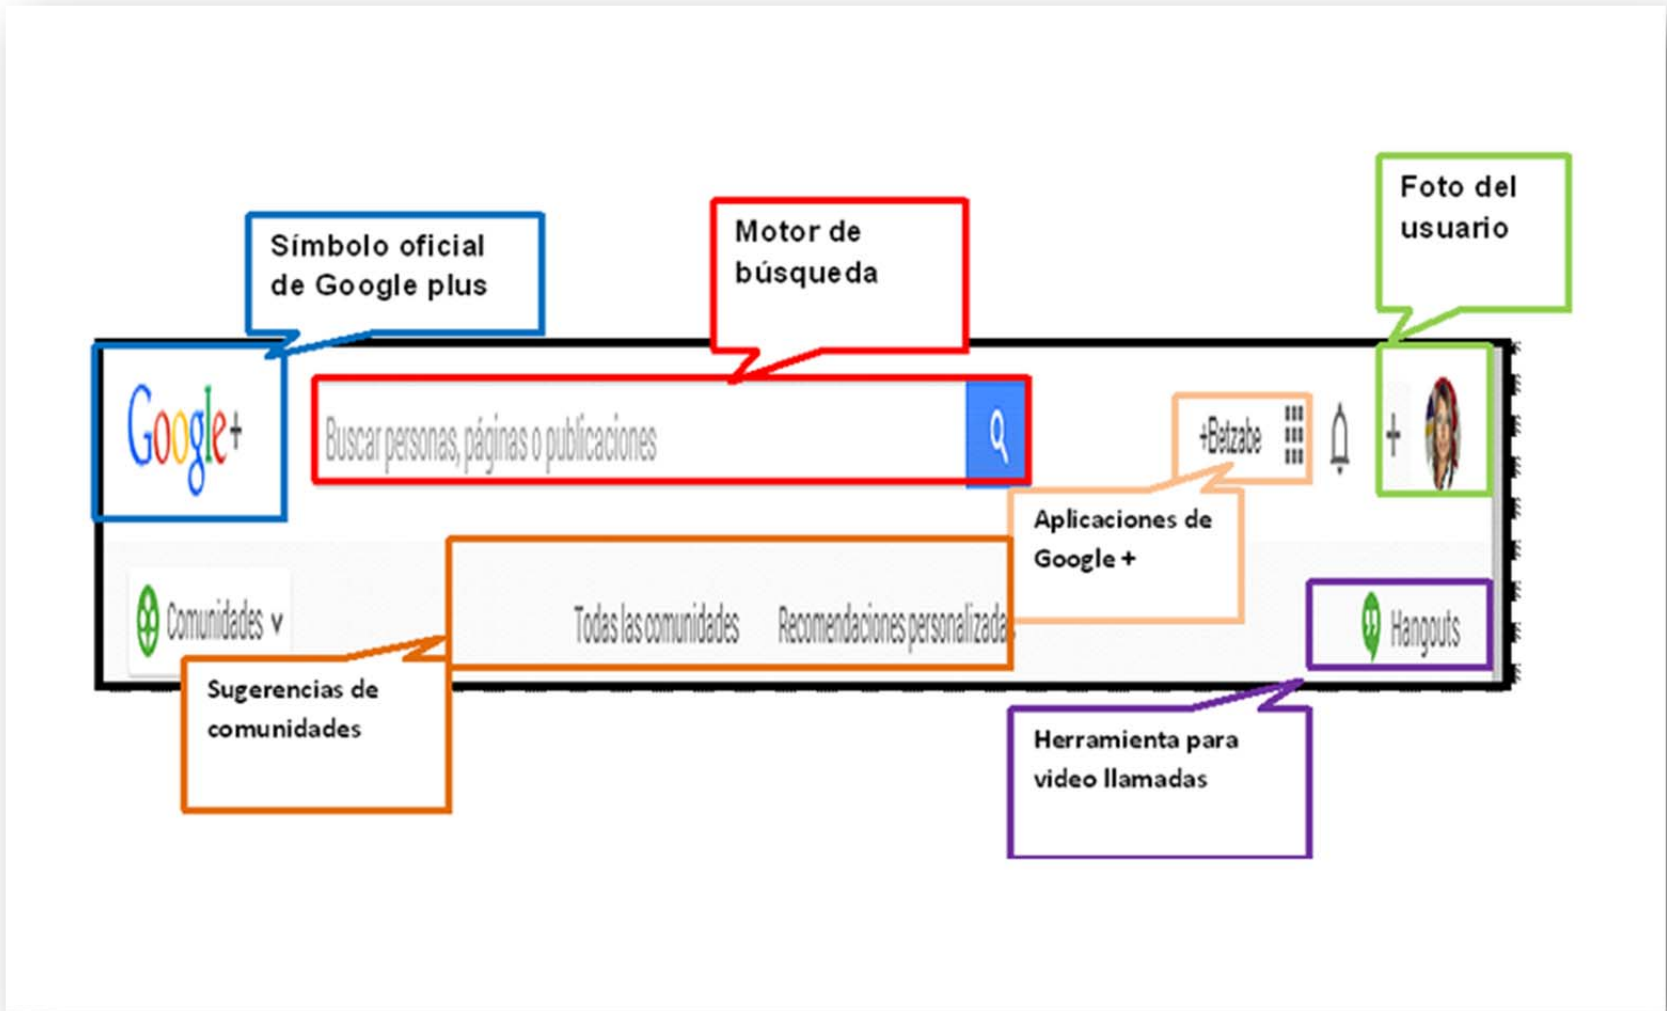 Foto del
usuario
Motor de
búsqueda
Símbolo oficial
de Google plus
Google+
Buscar personas, páginas o publicaciones
+Betzabe
+
Aplicaciones de
Google +
Comunidades
Todas las comunidades
Recomendaciones personalizada
Hangouts
Sugerencias de
comunidades
Herramienta para
video llamadas